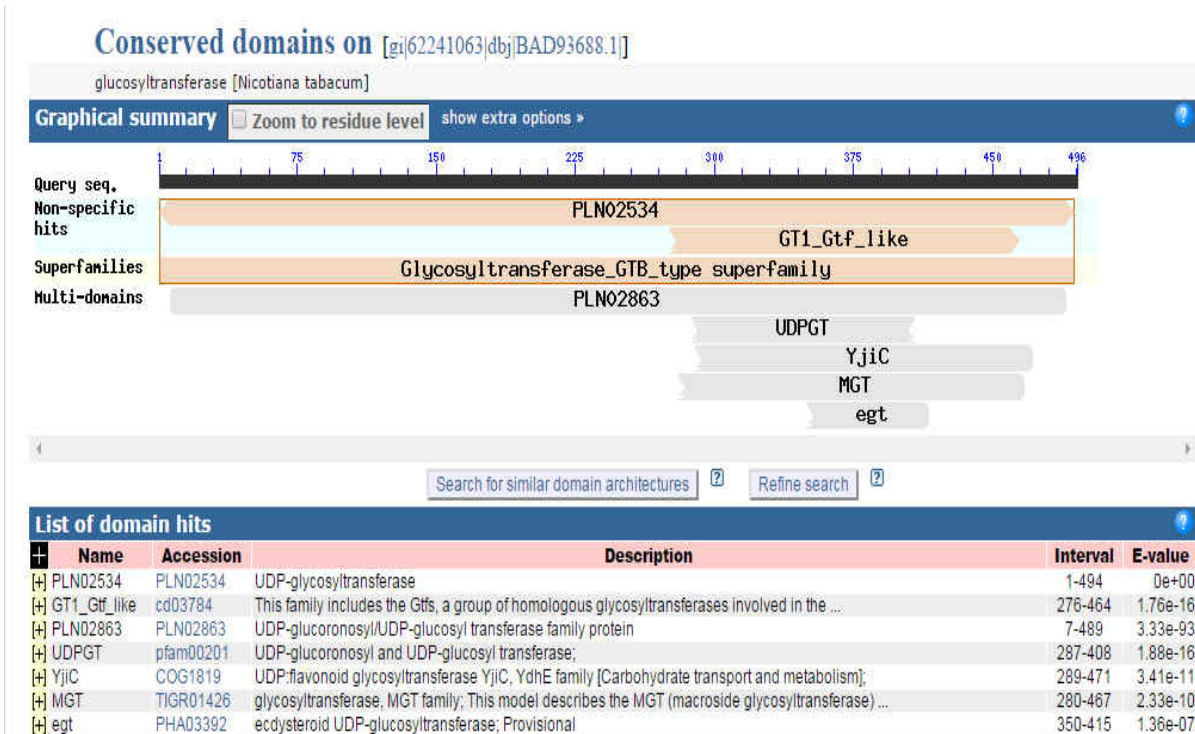 Conserved domains on [gi|62241063|dbj|BAD93688.1|]
glucosyltransferase [Nicotiana tabacum]
Graphical summary Zoom to residue level show extra options » ?
1 75 150 225 300 375 450 496
Query seq.
Non-specific hits PLN02534
GT1_Gtf_like
Superfamilies Glycosyltransferase_GTB_type superfamily
Multi-domains PLN02863
UDPGT
YjiC
MGT
egt
Search for similar domain architectures ? Refine search ?
List of domain hits ?
+ Name Accession Description Interval E-value
[+] PLN02534 PLN02534 UDP-glycosyltransferase 1-494 0e+00
[+] GT1_Gtf_like cd03784 This family includes the Gtfs, a group of homologous glycosyltransferases involved in the ... 276-464 1.76e-16
[+] PLN02863 PLN02863 UDP-glucoronosyl/UDP-glucosyl transferase family protein 7-489 3.33e-93
[+] UDPGT pfam00201 UDP-glucoronosyl and UDP-glucosyl transferase; 287-408 1.88e-16
[+] YjiC COG1819 UDP:flavonoid glycosyltransferase YjiC, YdhE family [Carbohydrate transport and metabolism]; 289-471 3.41e-11
[+] MGT TIGR01426 glycosyltransferase, MGT family; This model describes the MGT (macroside glycosyltransferase) ... 280-467 2.33e-10
[+] egt PHA03392 ecdysteroid UDP-glucosyltransferase; Provisional 350-415 1.36e-07